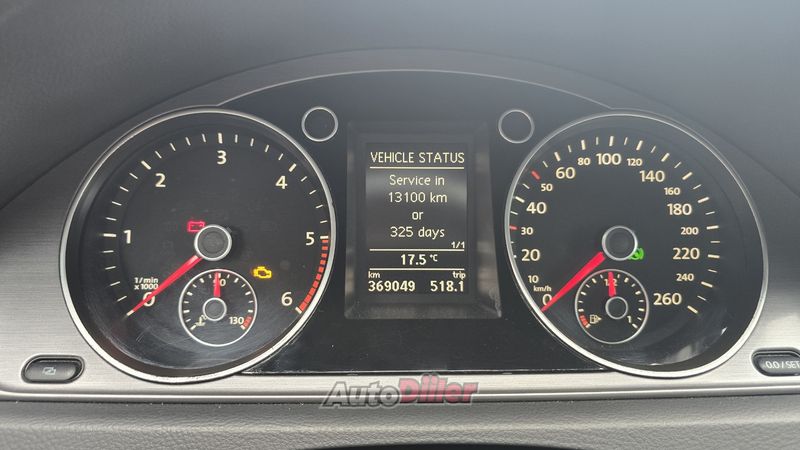 VEHICLE STATUS
Service in
13100 km
or
325 days
1/1
17.5 °C
km trip
369049 518.1
0 1 2 3 4 5 6
1/min
x1000
90
130
0 10 20 30 40 50 60 80 100 120 140 160 180 200 220 240 260
km/h
1/2
1
0.0 / SET
AutoDiller